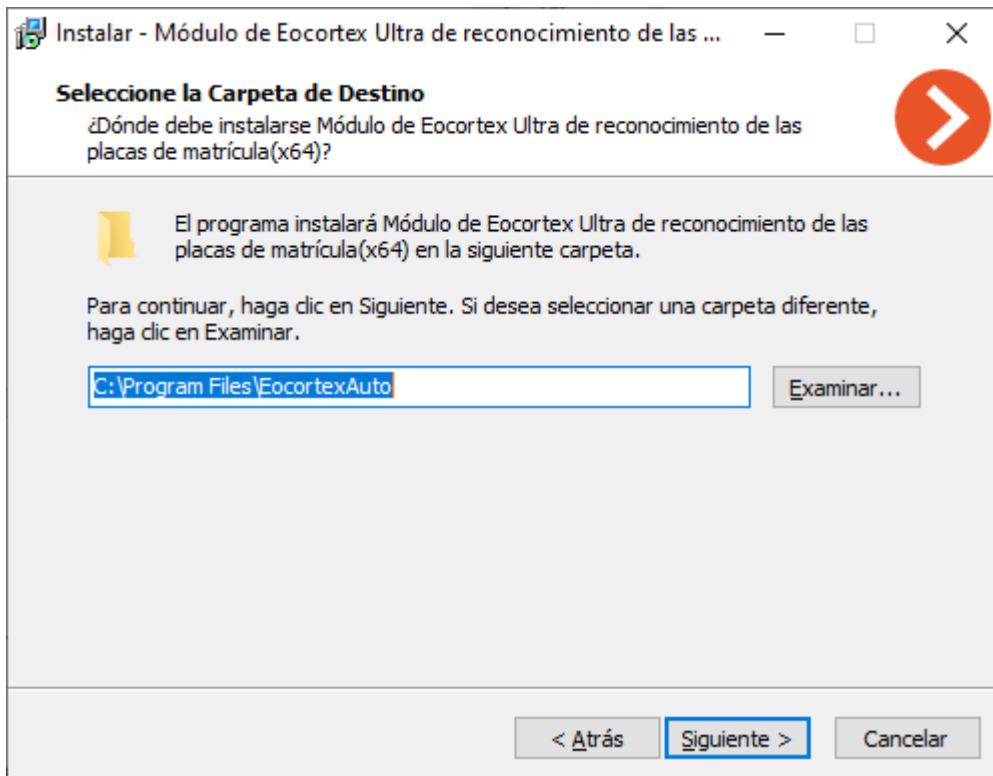 Instalar - Módulo de Eocortex Ultra de reconocimiento de las ...
Seleccione la Carpeta de Destino
¿Dónde debe instalarse Módulo de Eocortex Ultra de reconocimiento de las
placas de matrícula(x64)?
El programa instalará Módulo de Eocortex Ultra de reconocimiento de las
placas de matrícula(x64) en la siguiente carpeta.
Para continuar, haga clic en Siguiente. Si desea seleccionar una carpeta diferente,
haga clic en Examinar.
C:\Program Files\EocortexAuto
Examinar...
< Atrás
Siguiente >
Cancelar